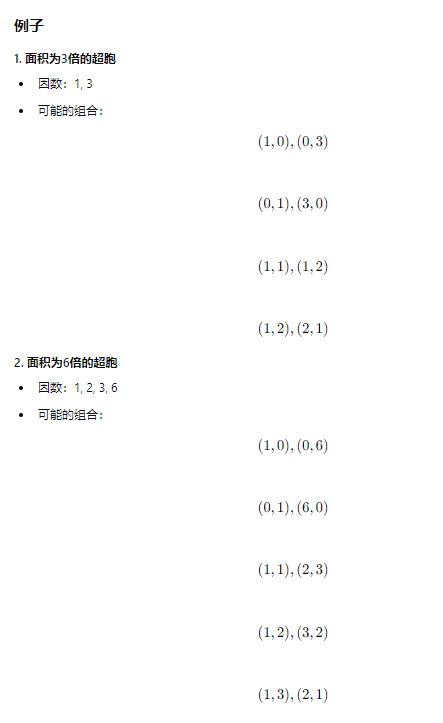 例子
1. 面积为3倍的超胞
• 因数：1, 3
• 可能的组合：
(1, 0), (0, 3)
(0, 1), (3, 0)
(1, 1), (1, 2)
(1, 2), (2, 1)
2. 面积为6倍的超胞
• 因数：1, 2, 3, 6
• 可能的组合：
(1, 0), (0, 6)
(0, 1), (6, 0)
(1, 1), (2, 3)
(1, 2), (3, 2)
(1, 3), (2, 1)